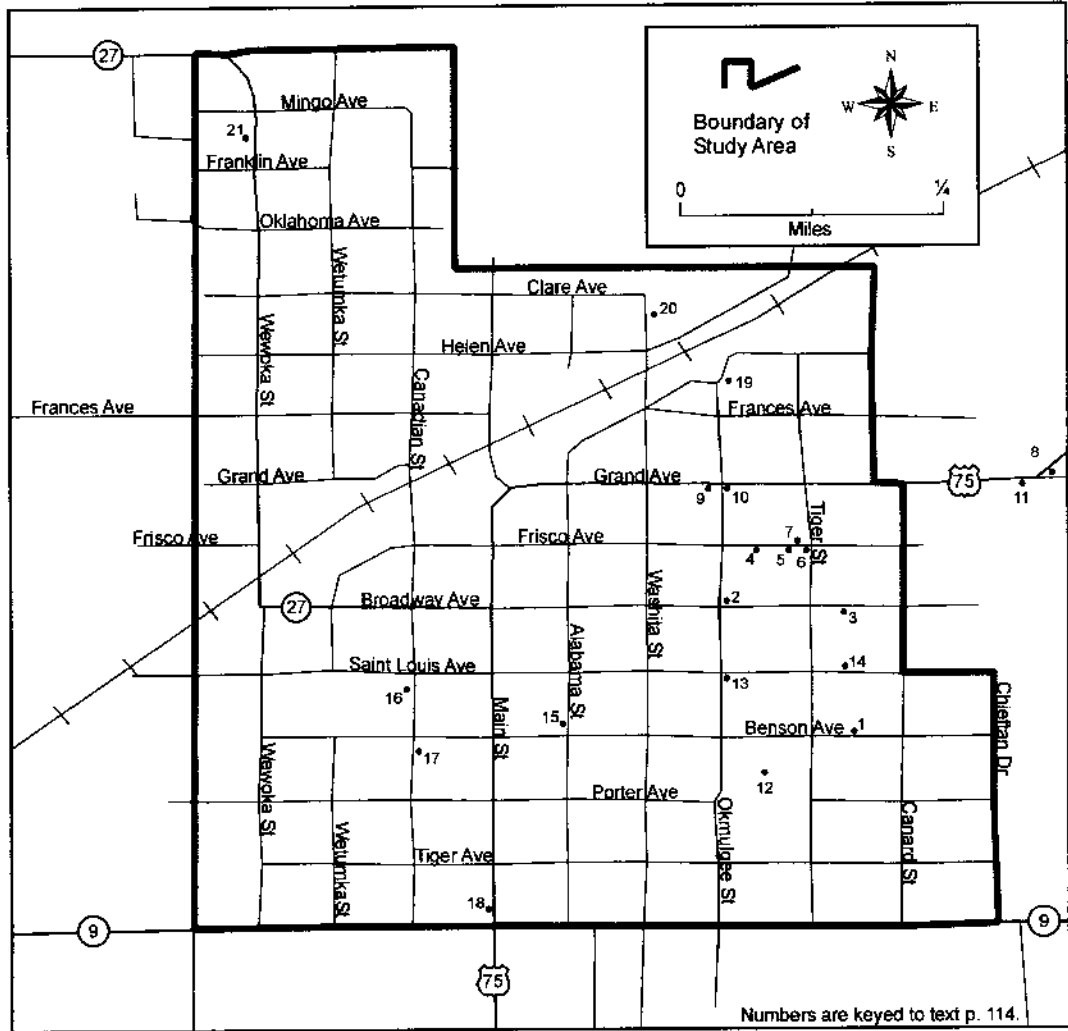 27
N
W E
S
Boundary of
Study Area
0 ¼
Miles
Mingo Ave
21
Franklin Ave
Oklahoma Ave
Wetumka St
Clare Ave
20
Wewoka St
Helen Ave
Canadian St
19
Frances Ave
Frances Ave
8
Grand Ave
Grand Ave
75
9
10
11
Tiger St
Frisco Ave
Frisco Ave
7
4
5
6
Washita St
27
Broadway Ave
2
3
Alabama St
Saint Louis Ave
14
13
16
Main St
15
Chieftan Dr
Benson Ave
1
Wewoka St
17
12
Porter Ave
Okmulgee St
Canard St
Wetumka St
Tiger Ave
18
9
9
75
Numbers are keyed to text p. 114.